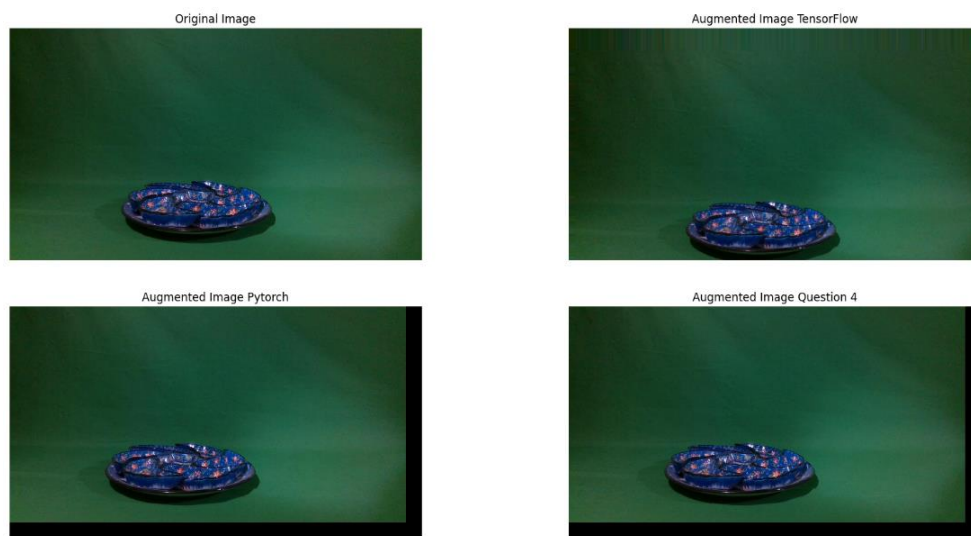 Original Image
Augmented Image TensorFlow
Augmented Image Pytorch
Augmented Image Question 4